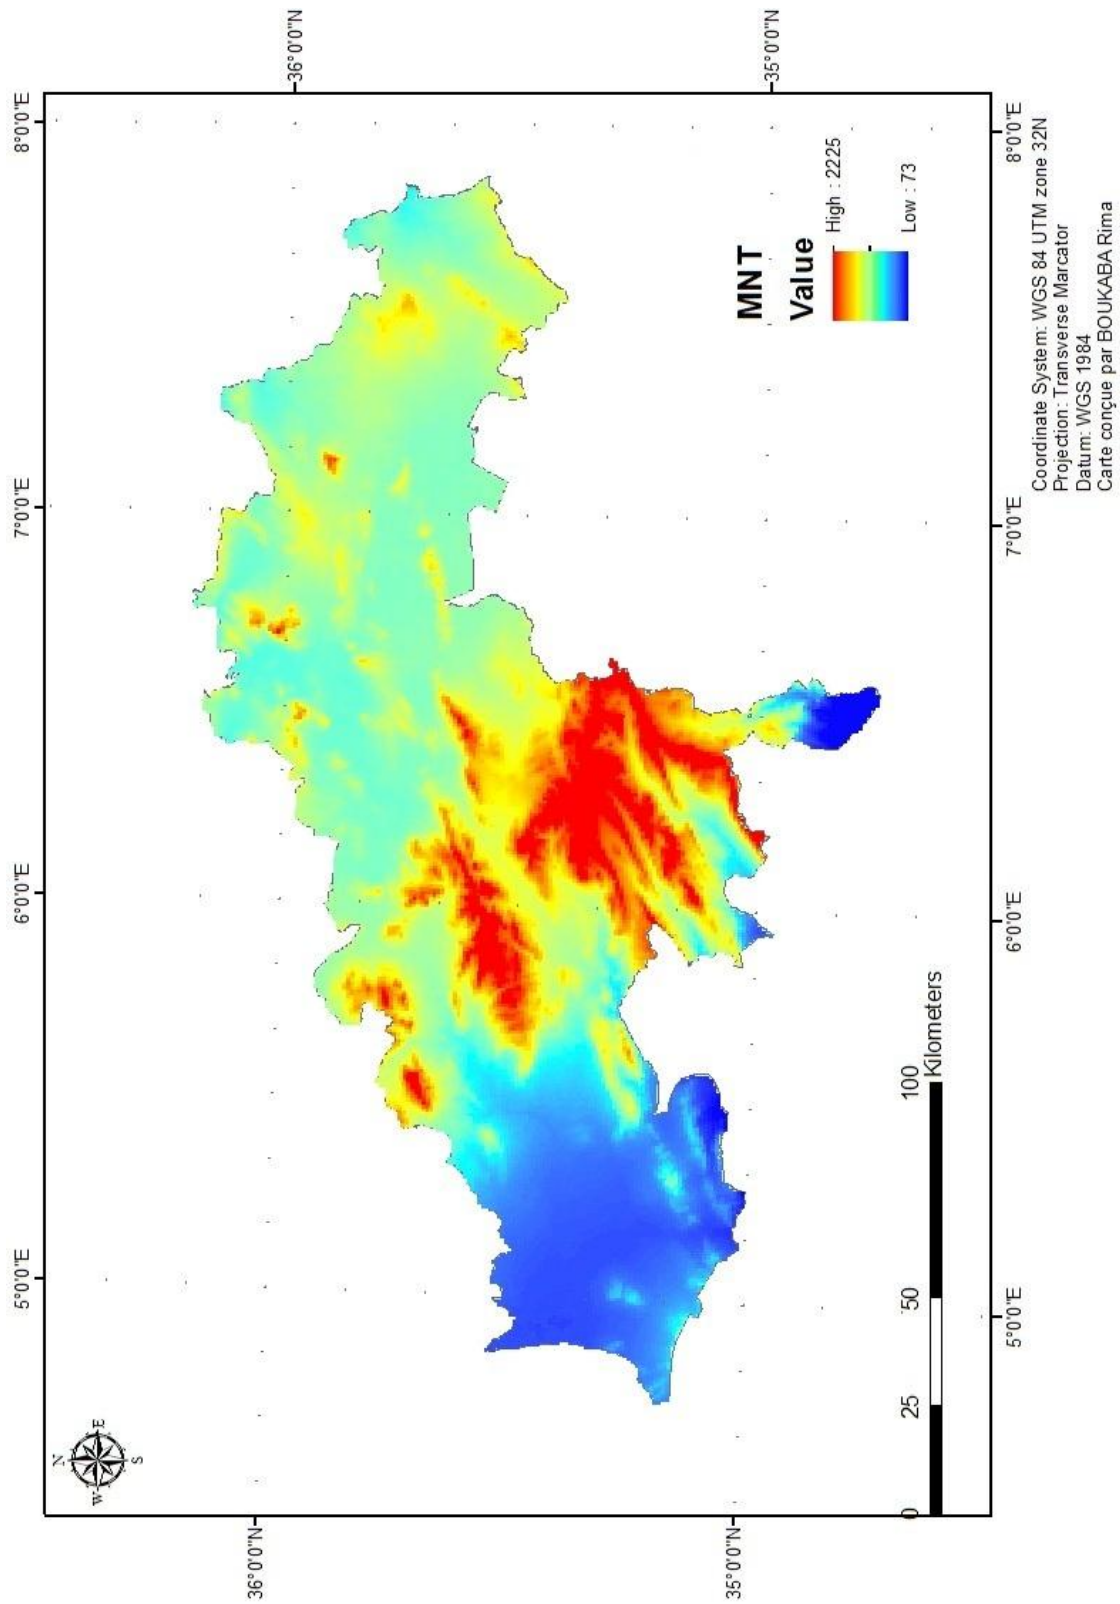 5°0'0"E 6°0'0"E 7°0'0"E 8°0'0"E
N
W E
S
36°0'0"N 36°0'0"N
35°0'0"N 35°0'0"N
MNT
Value
High : 2225
Low : 73
0 25 50 100
Kilometers
5°0'0"E 6°0'0"E 7°0'0"E 8°0'0"E
Coordinate System: WGS 84 UTM zone 32N
Projection: Transverse Marcator
Datum: WGS 1984
Carte conçue par BOUKABA Rima